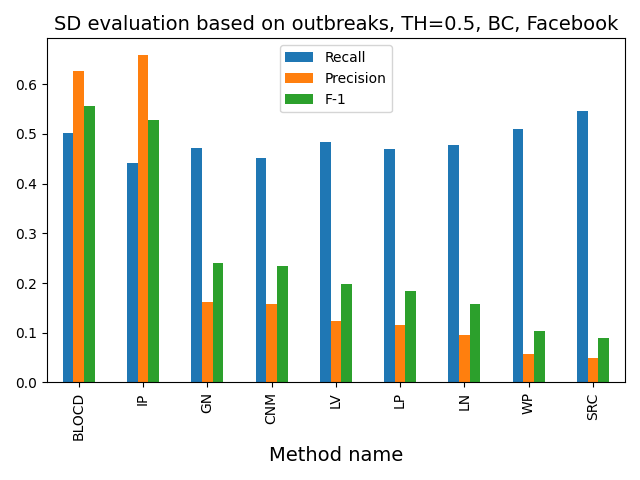 SD evaluation based on outbreaks, TH=0.5, BC, Facebook
Recall
Precision
F-1
0.6
0.5
0.4
0.3
0.2
0.1
0.0
BLOCD
IP
GN
CNM
LV
LP
LN
WP
SRC
Method name